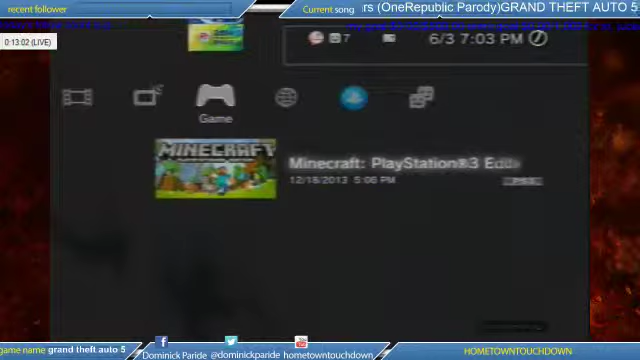 recent follower
Current song
rs (OneRepublic Parody)GRAND THEFT AUTO 5
0:13:02 (LIVE)
7
6/3 7:03 PM
Game
MINECRAFT
Minecraft: PlayStation®3 Edi
12/18/2013 5:06 PM
game name grand theft auto 5
Dominick Paride
@dominickparide
hometowntouchdown
HOMETOWNTOUCHDOWN